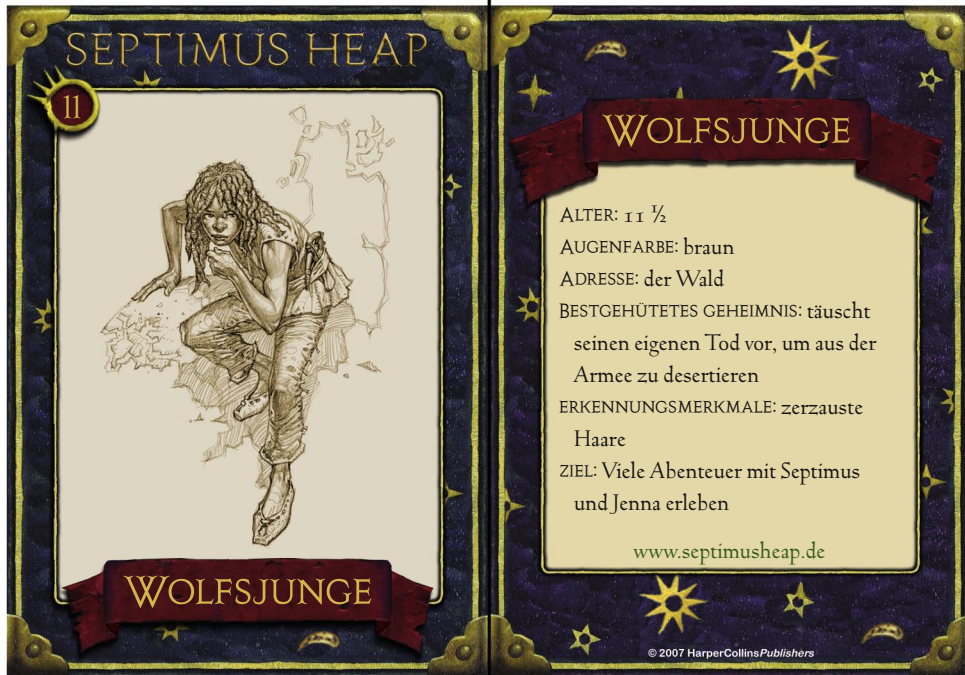 SEPTIMUS HEAP
11
WOLFSJUNGE
WOLFSJUNGE
ALTER: 11 ½
AUGENFARBE: braun
ADRESSE: der Wald
BESTGEHÜTETES GEHEIMNIS: täuscht
seinen eigenen Tod vor, um aus der
Armee zu desertieren
ERKENNUNGSMERKMALE: zerzauste
Haare
ZIEL: Viele Abenteuer mit Septimus
und Jenna erleben
www.septimusheap.de
© 2007 HarperCollinsPublishers